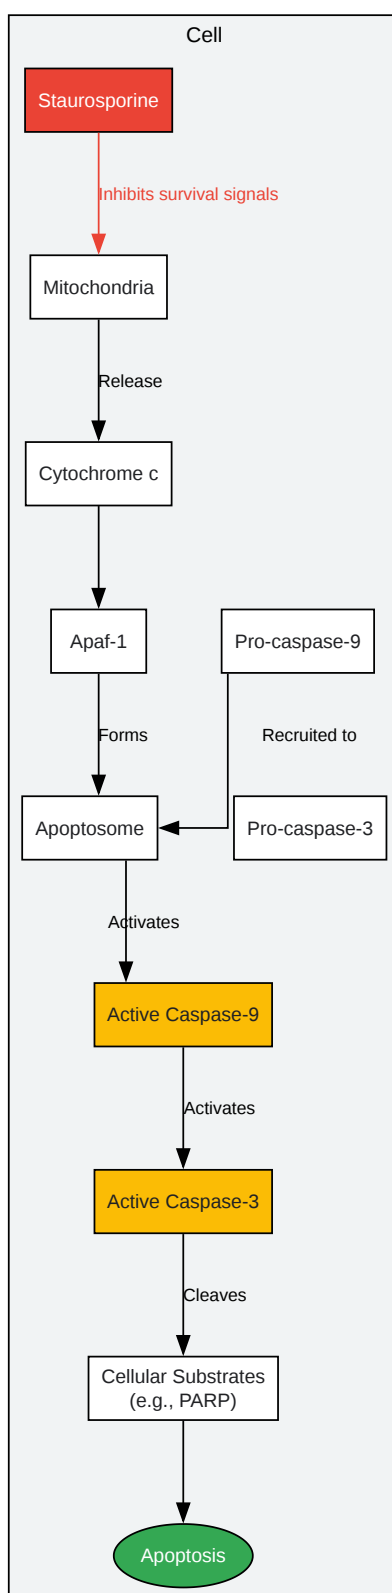 Cell
Staurosporine
Inhibits survival signals
Mitochondria
Release
Cytochrome c
Apaf-1
Pro-caspase-9
Forms
Recruited to
Apoptosome
Pro-caspase-3
Activates
Active Caspase-9
Activates
Active Caspase-3
Cleaves
Cellular Substrates
(e.g., PARP)
Apoptosis